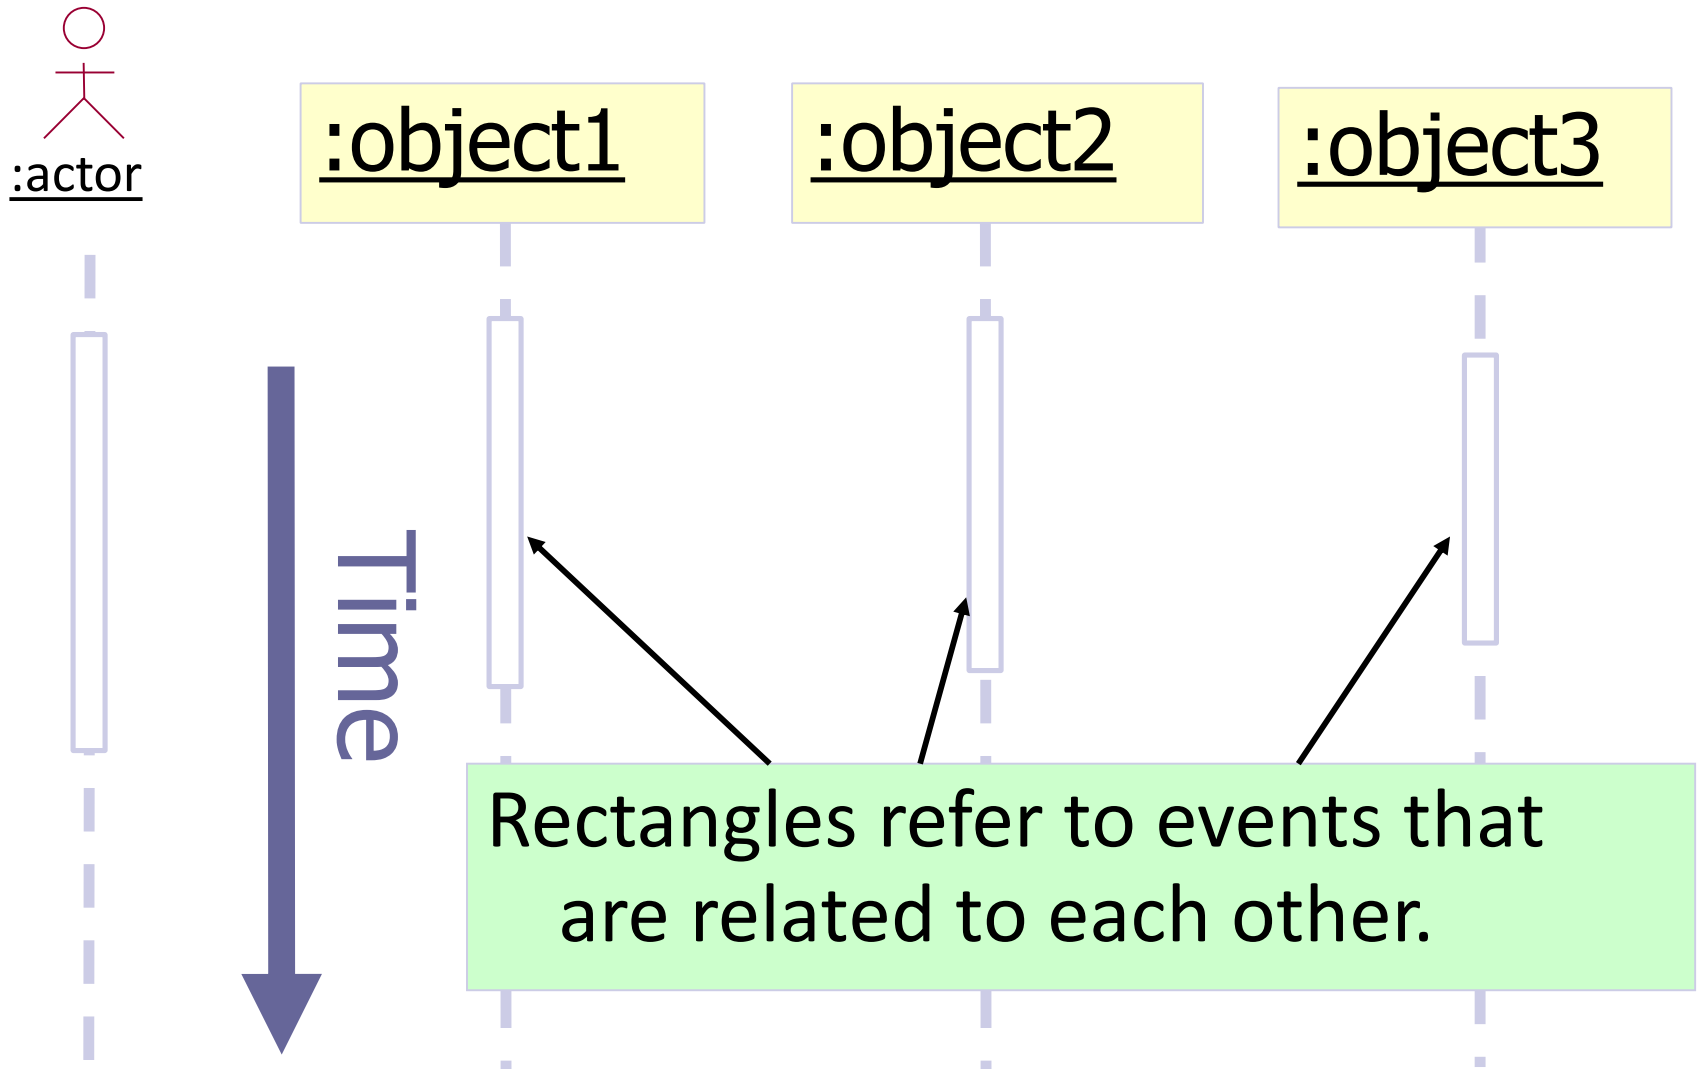 :actor
:object1
:object2
:object3
Time
Rectangles refer to events that
are related to each other.